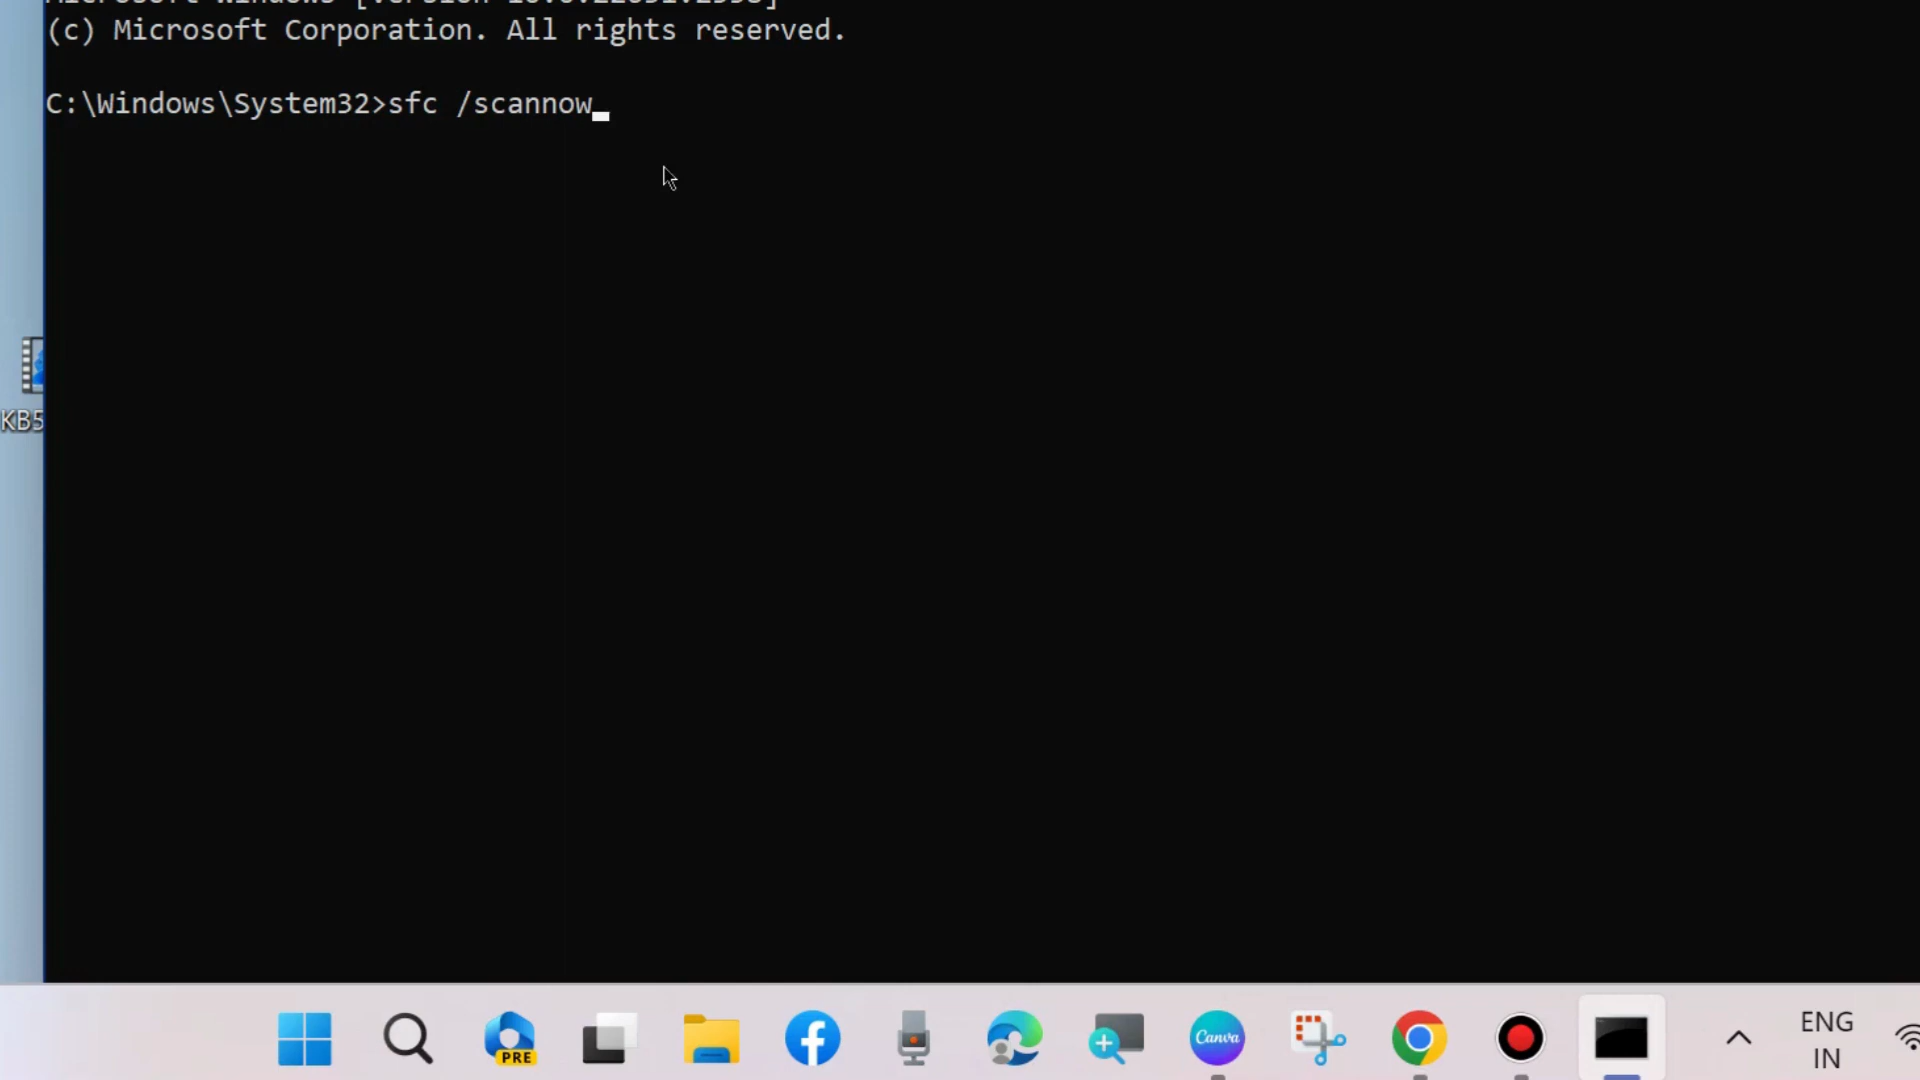 (c) Microsoft Corporation. All rights reserved.
C:\Windows\System32>sfc /scannow
KB5
PRE
Canva
ENG
IN